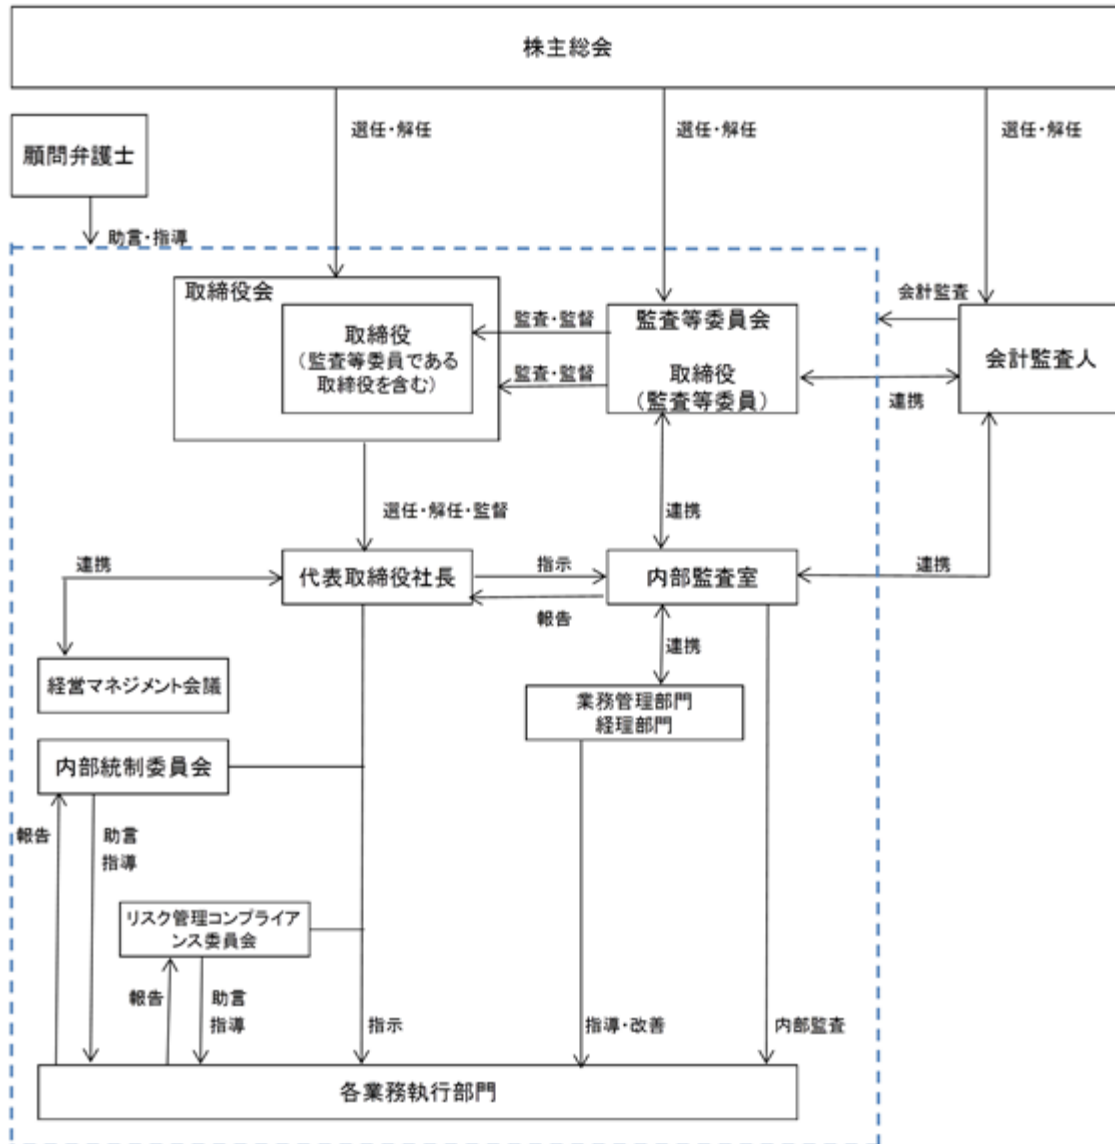 株主総会
選任・解任
選任・解任
選任・解任
顧問弁護士
助言・指導
取締役会
取締役
（監査等委員である
取締役を含む）
監査・監督
監査・監督
監査等委員会
取締役
（監査等委員）
会計監査
会計監査人
連携
選任・解任・監督
連携
連携
代表取締役社長
指示
報告
内部監査室
連携
連携
経営マネジメント会議
業務管理部門
経理部門
内部統制委員会
報告
助言
指導
リスク管理コンプライア
ンス委員会
報告
助言
指導
指示
指導・改善
内部監査
各業務執行部門